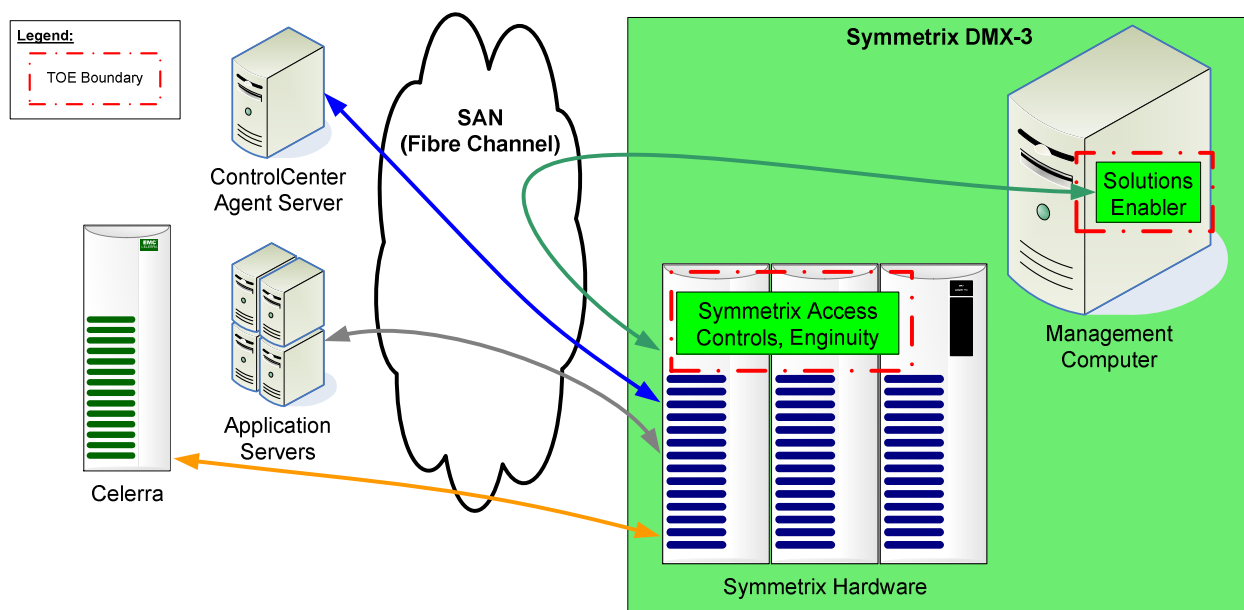 Legend:
TOE Boundary
ControlCenter
Agent Server
SAN
(Fibre Channel)
Symmetrix DMX-3
Solutions
Enabler
Management
Computer
EMC
Symmetrix Access
Controls, Enginuity
Application
Servers
Celerra
Symmetrix Hardware